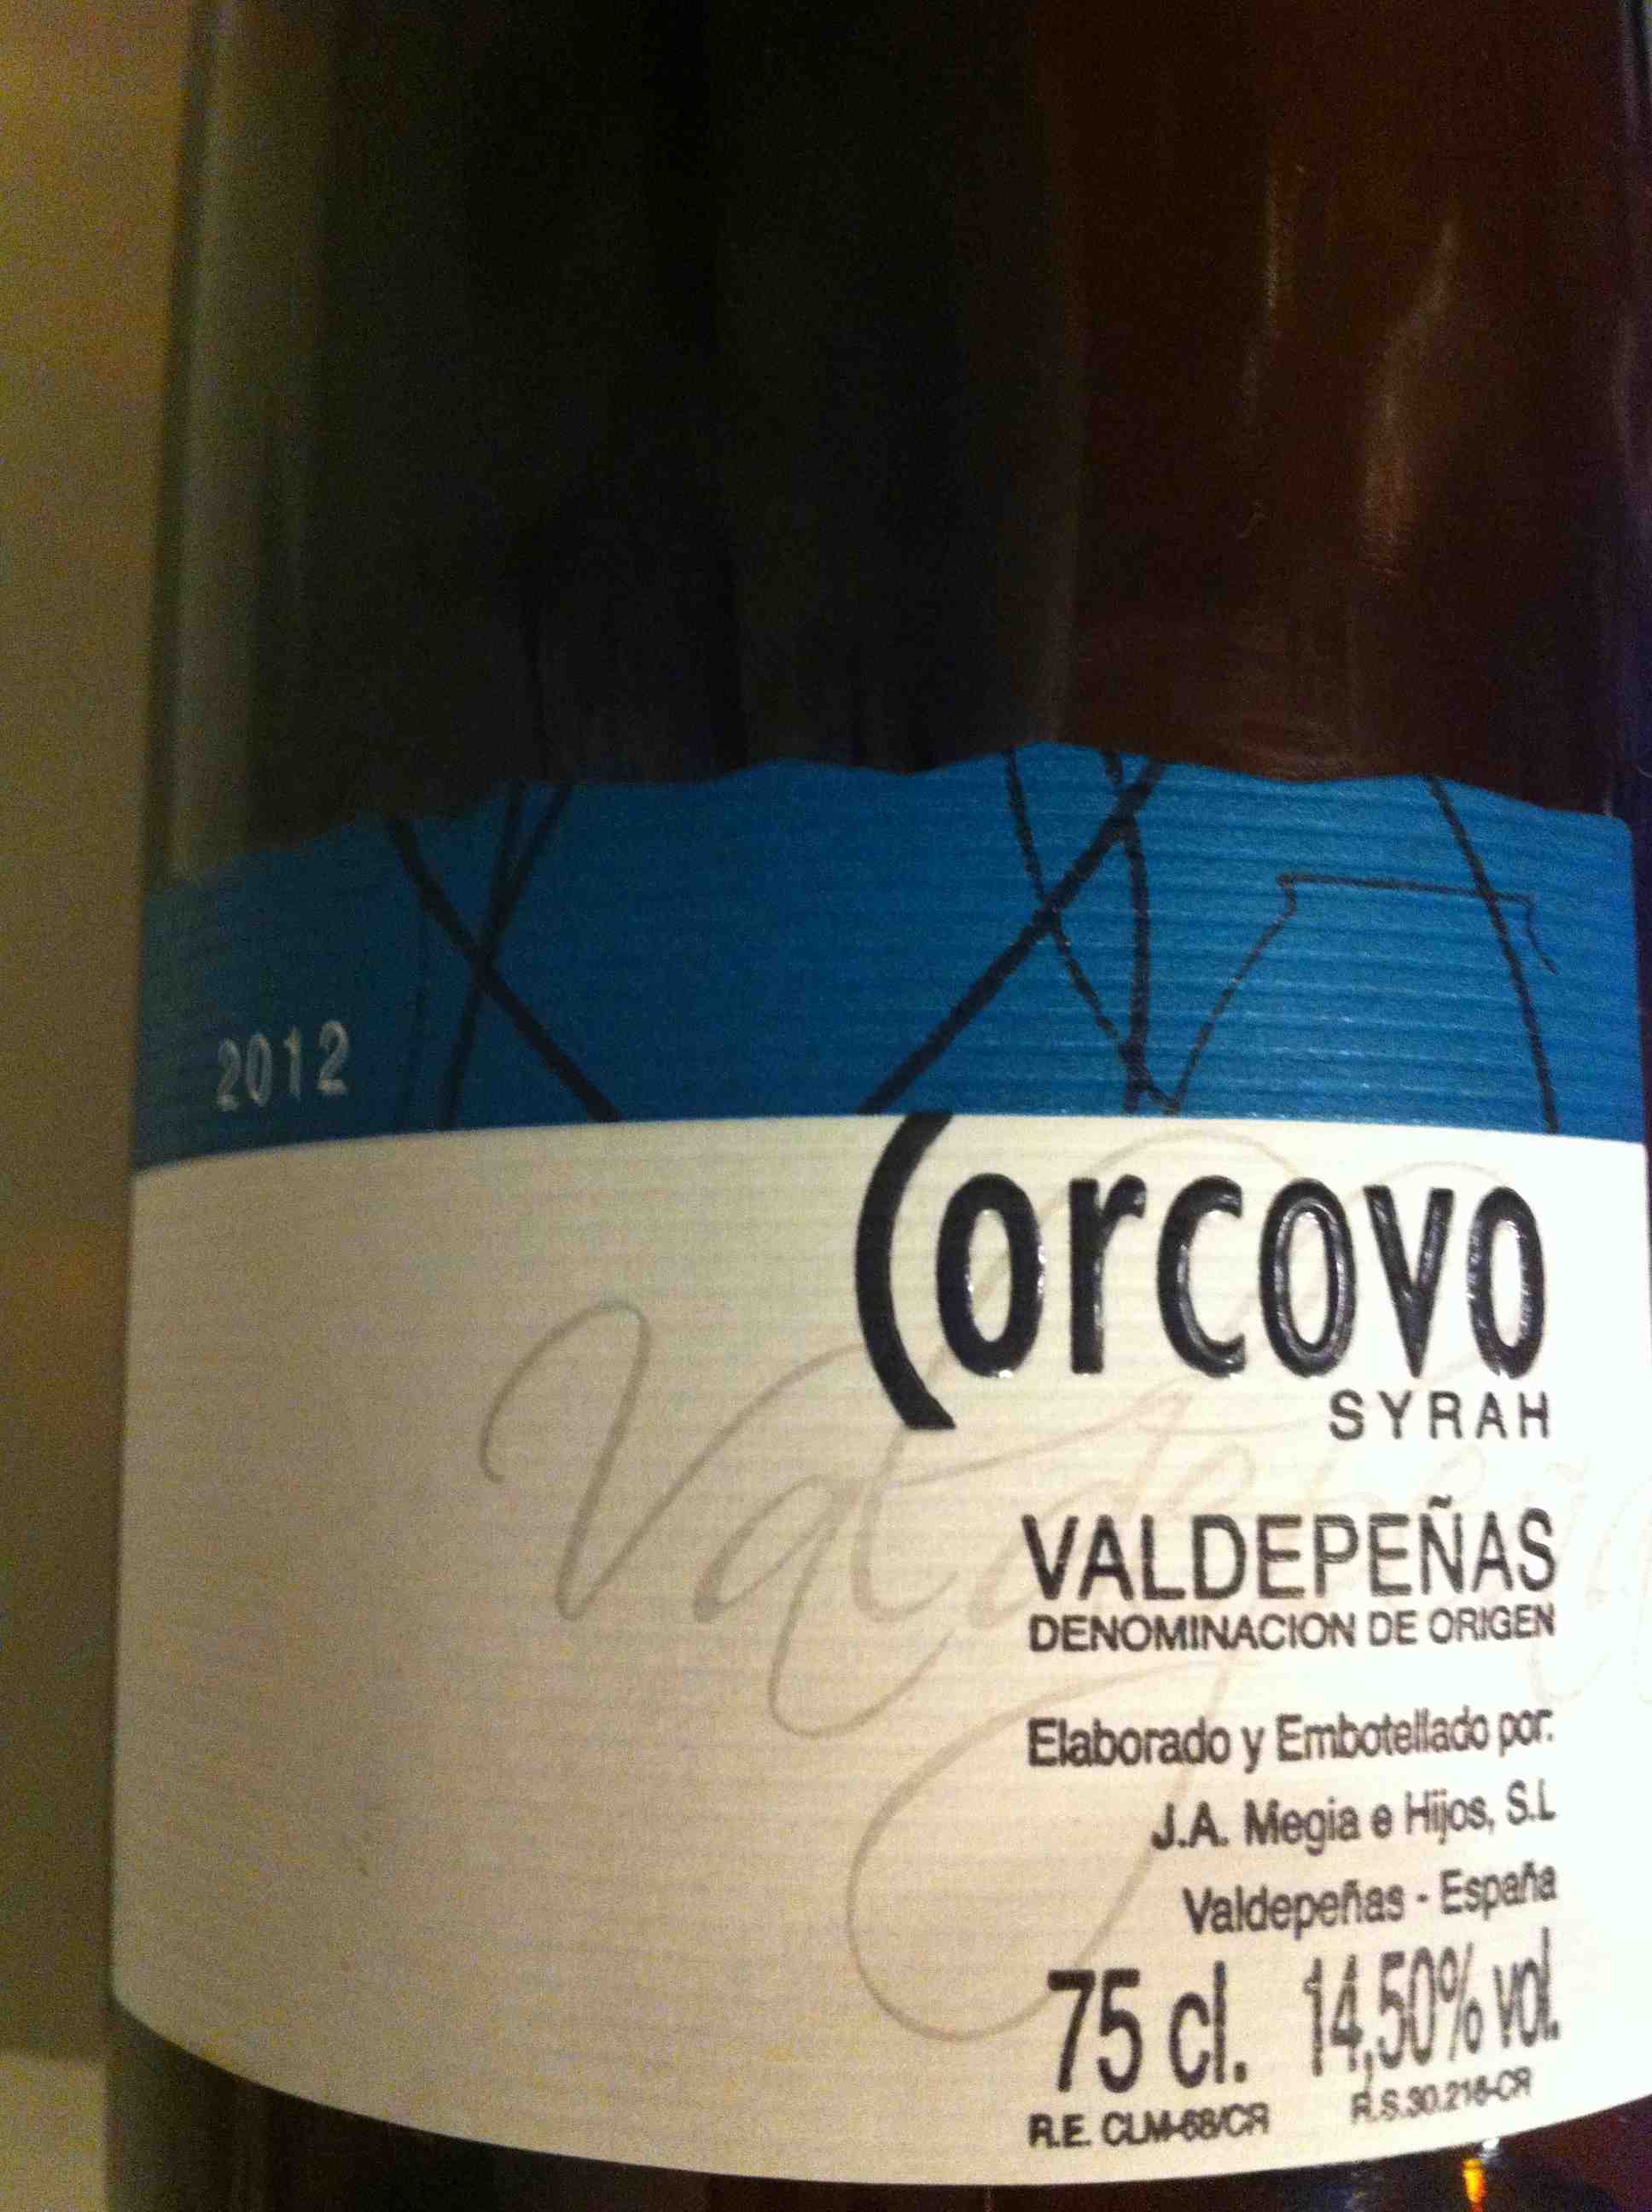 2012
Corcovo
SYRAH
Valdepeñas
VALDEPEÑAS
DENOMINACION DE ORIGEN
Elaborado y Embotellado por:
J.A. Megia e Hijos, S.L
Valdepeñas - España
75 cl. 14,50% vol.
R.E. CLM-68/CR R.S.30.216-CR